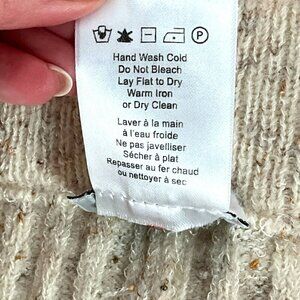 P
Hand Wash Cold
Do Not Bleach
Lay Flat to Dry
Warm Iron
or Dry Clean
Laver à la main
à l'eau froide
Ne pas javelliser
Sécher à plat
Repasser au fer chaud
ou nettoyer à sec